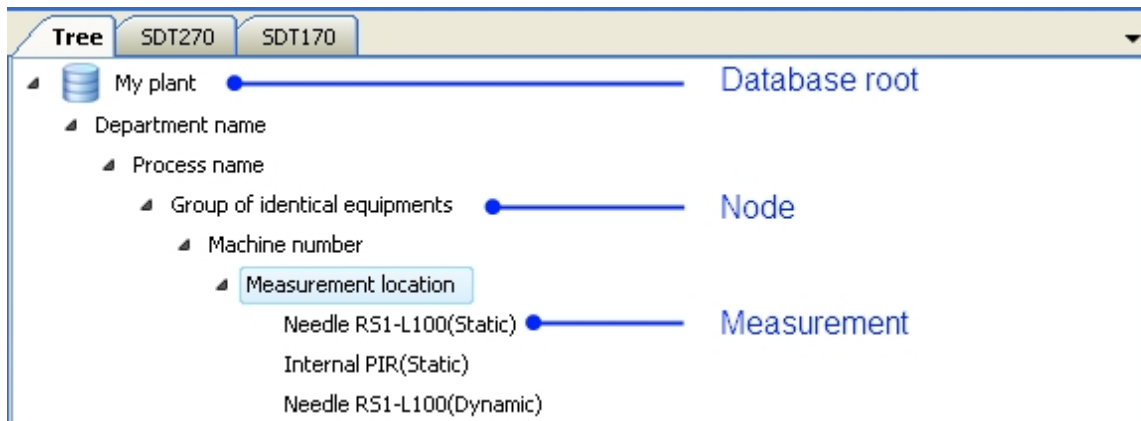 Tree SDT270 SDT170
My plant Database root
Department name
Process name
Group of identical equipments Node
Machine number
Measurement location
Needle RS1-L100(Static) Measurement
Internal PIR(Static)
Needle RS1-L100(Dynamic)